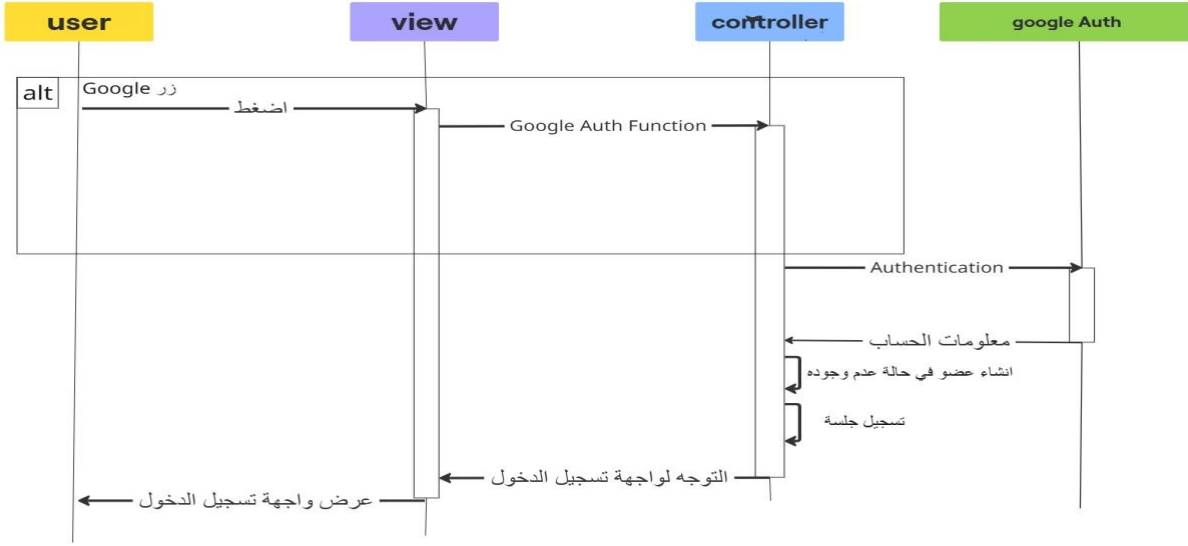 user
view
controller
google Auth
alt
زر Google
اضغط
Google Auth Function
Authentication
معلومات الحساب
انشاء عضو في حالة عدم وجوده
تسجيل جلسة
التوجه لواجهة تسجيل الدخول
عرض واجهة تسجيل الدخول